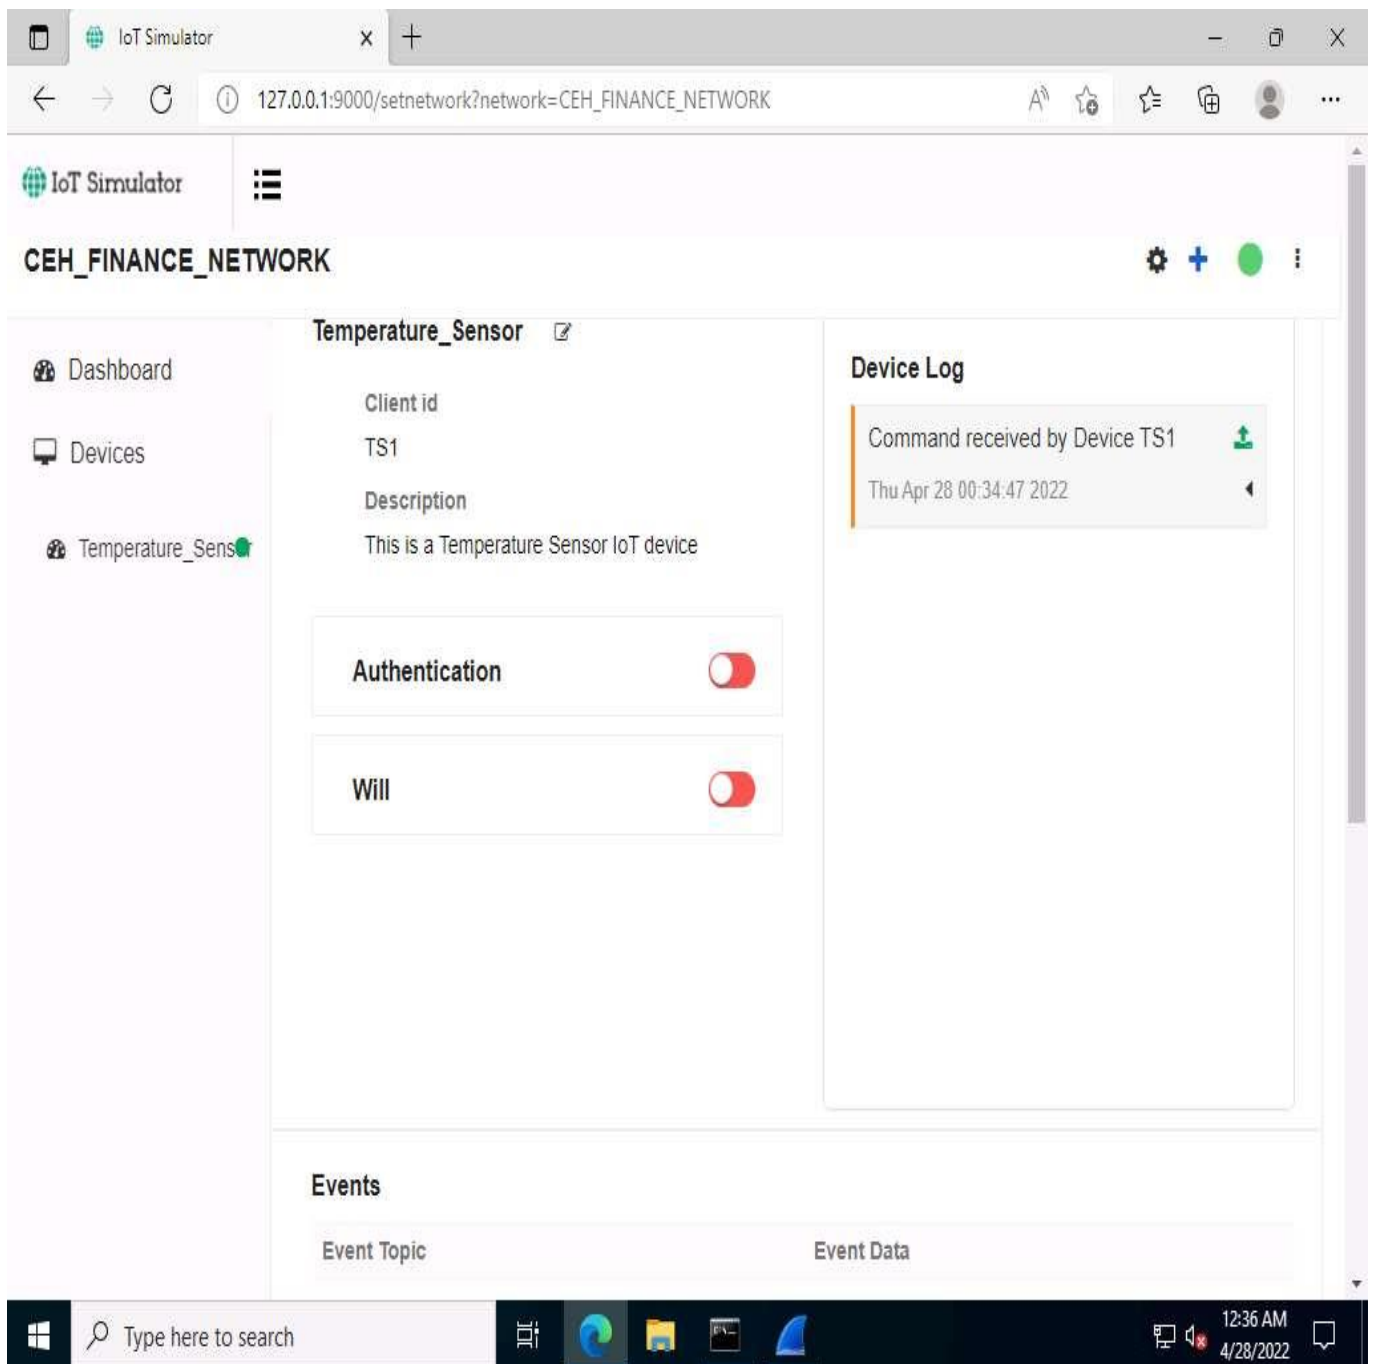 IoT Simulator
127.0.0.1:9000/setnetwork?network=CEH_FINANCE_NETWORK
IoT Simulator
CEH_FINANCE_NETWORK
Dashboard
Devices
Temperature_Sensor
Temperature_Sensor
Client id
TS1
Description
This is a Temperature Sensor IoT device
Authentication
Will
Device Log
Command received by Device TS1
Thu Apr 28 00:34:47 2022
Events
Event Topic Event Data
Type here to search
12:36 AM
4/28/2022